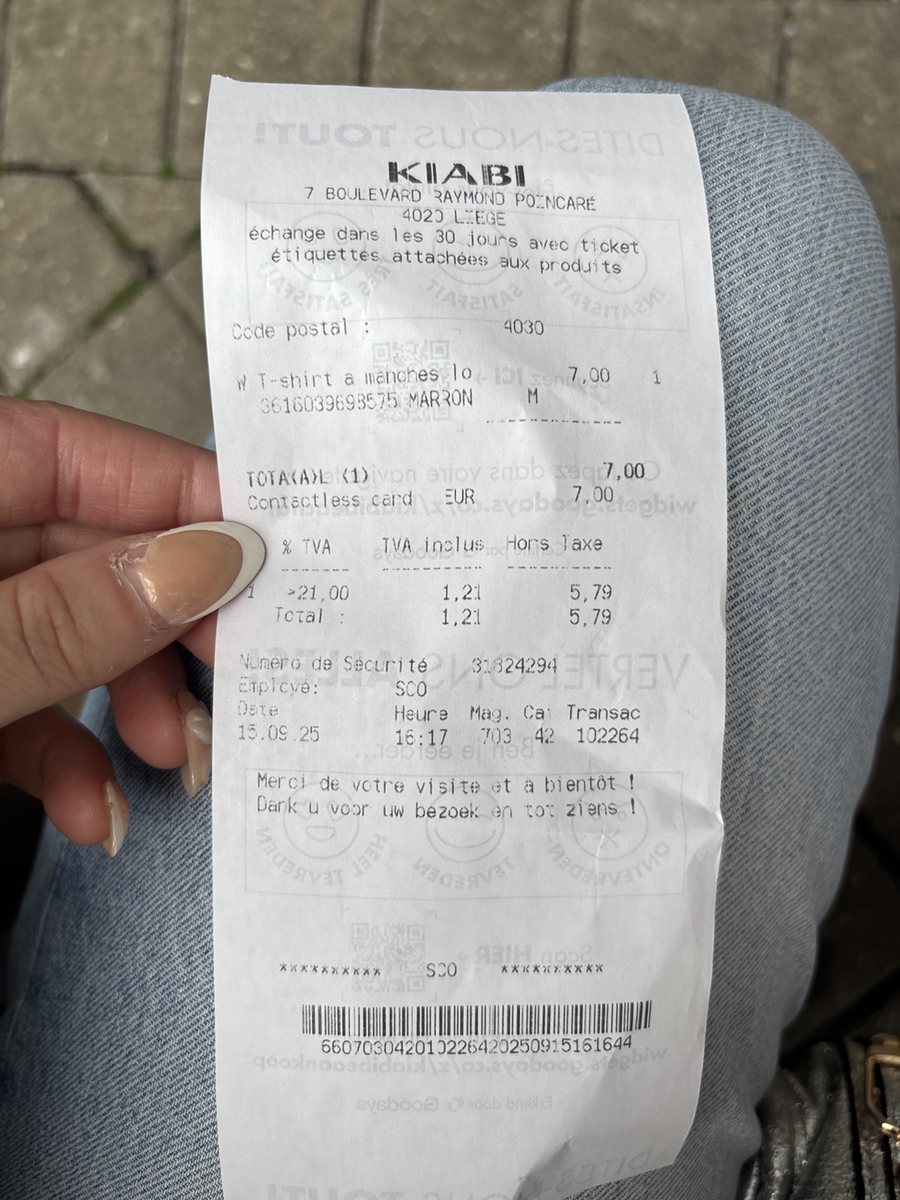 KIABI
7 BOULEVARD RAYMOND POINCARÉ
4020 LIEGE
échange dans les 30 jours avec ticket
étiquettes attachées aux produits
Code postal : 4030
W T-shirt a manches lo 7,00 1
3616039693575 MARRON M
TOTA(A)L (1) 7,00
Contactless card EUR 7,00
% TVA TVA inclus Hors Taxe
1 >21,00 1,21 5,79
Total : 1,21 5,79
Numero de Sécurité 31824294
Employe: SCO
Date Heure Mag. Cai Transac
15.09.25 16:17 703 42 102264
Merci de votre visite et à bientôt !
Dank u voor uw bezoek en tot ziens !
********** SCO **********
6607030420102264202509151616​44